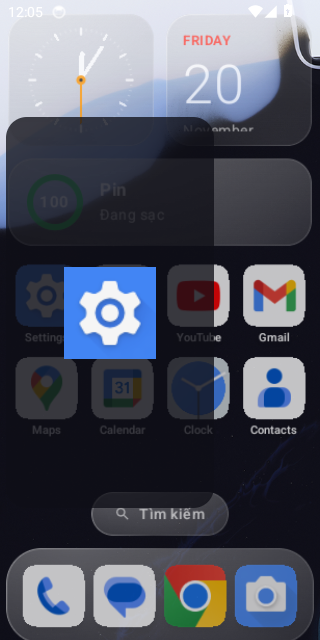 12:05
FRIDAY
20
November
100
Pin
Đang sạc
Settings
YouTube
Gmail
31
Maps
Calendar
Clock
Contacts
Tìm kiếm